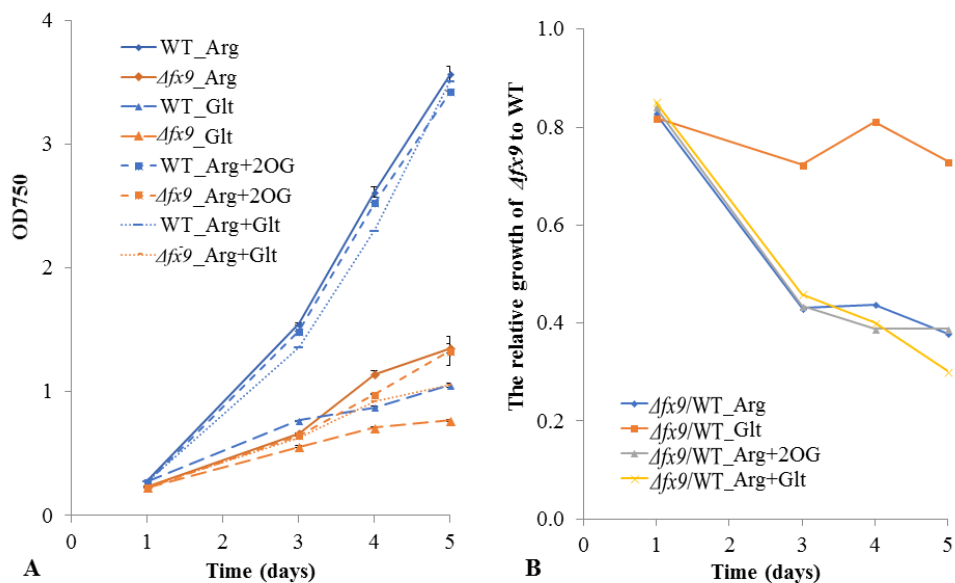 4
3
2
1
0
OD750
WT_Arg
Δfx9_Arg
WT_Glt
Δfx9_Glt
WT_Arg+2OG
Δfx9_Arg+2OG
WT_Arg+Glt
Δfx9_Arg+Glt
0 1 2 3 4 5
Time (days)
A
1.0
0.8
0.6
0.4
0.2
0.0
The relative growth of Δfx9 to WT
Δfx9/WT_Arg
Δfx9/WT_Glt
Δfx9/WT_Arg+2OG
Δfx9/WT_Arg+Glt
0 1 2 3 4 5
Time (days)
B